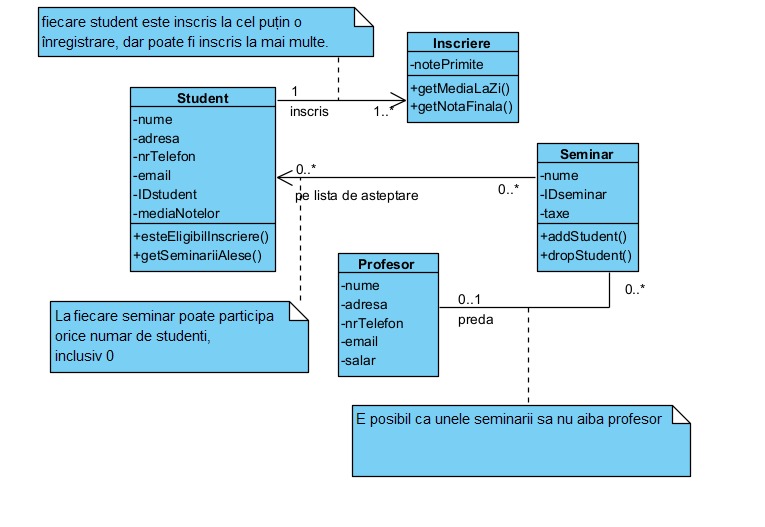 fiecare student este inscris la cel puțin o
înregistrare, dar poate fi inscris la mai multe.
Inscriere
-notePrimite
+getMediaLaZi()
+getNotaFinala()
1
inscris
1..*
Student
-nume
-adresa
-nrTelefon
-email
-IDstudent
-mediaNotelor
+esteEligibilInscriere()
+getSeminariiAlese()
0..*
pe lista de asteptare
0..*
Seminar
-nume
-IDseminar
-taxe
+addStudent()
+dropStudent()
Profesor
-nume
-adresa
-nrTelefon
-email
-salar
0..1
preda
0..*
La fiecare seminar poate participa
orice numar de studenti,
inclusiv 0
E posibil ca unele seminarii sa nu aiba profesor